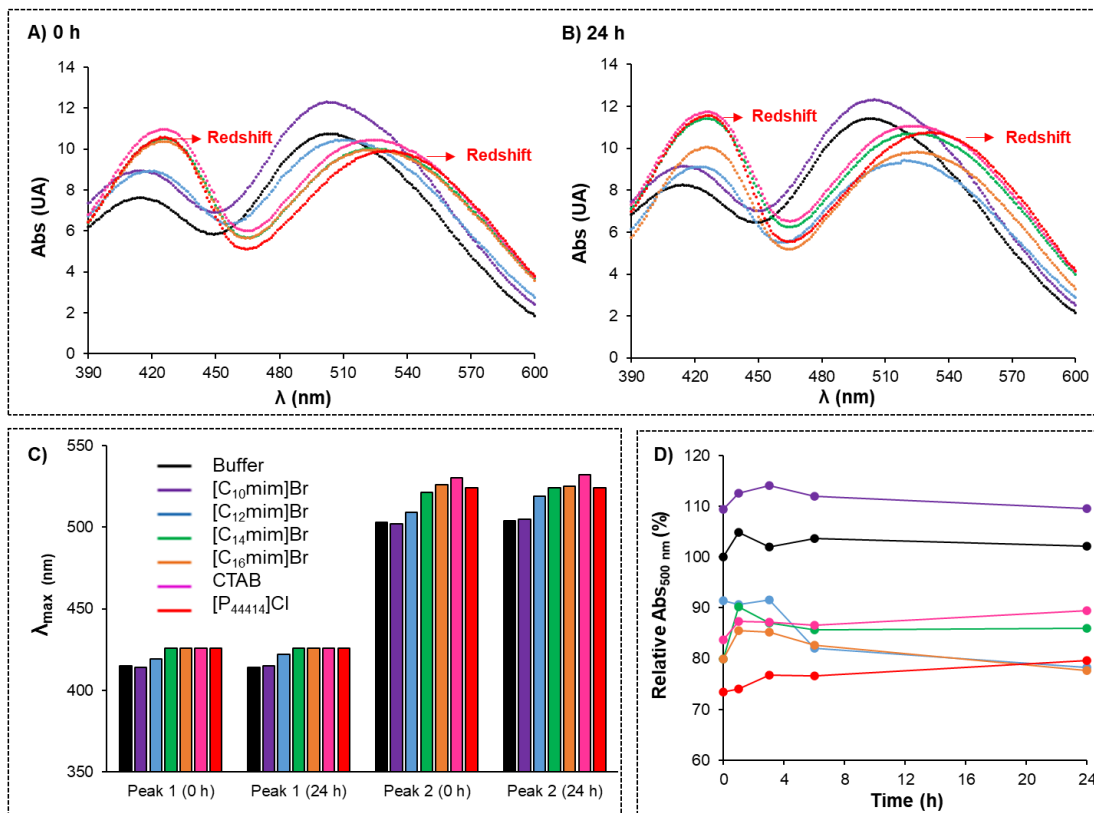 A) 0 h
14
12
10
8
6
4
2
0
Abs (UA)
390 420 450 480 510 540 570 600
λ (nm)
Redshift
Redshift
B) 24 h
14
12
10
8
6
4
2
0
Abs (UA)
390 420 450 480 510 540 570 600
λ (nm)
Redshift
Redshift
C)
550
500
450
400
350
λmax (nm)
Buffer
[C10mim]Br
[C12mim]Br
[C14mim]Br
[C16mim]Br
CTAB
[P44414]Cl
Peak 1 (0 h) Peak 1 (24 h) Peak 2 (0 h) Peak 2 (24 h)
D)
120
110
100
90
80
70
60
Relative Abs500 nm (%)
0 4 8 12 16 20 24
Time (h)